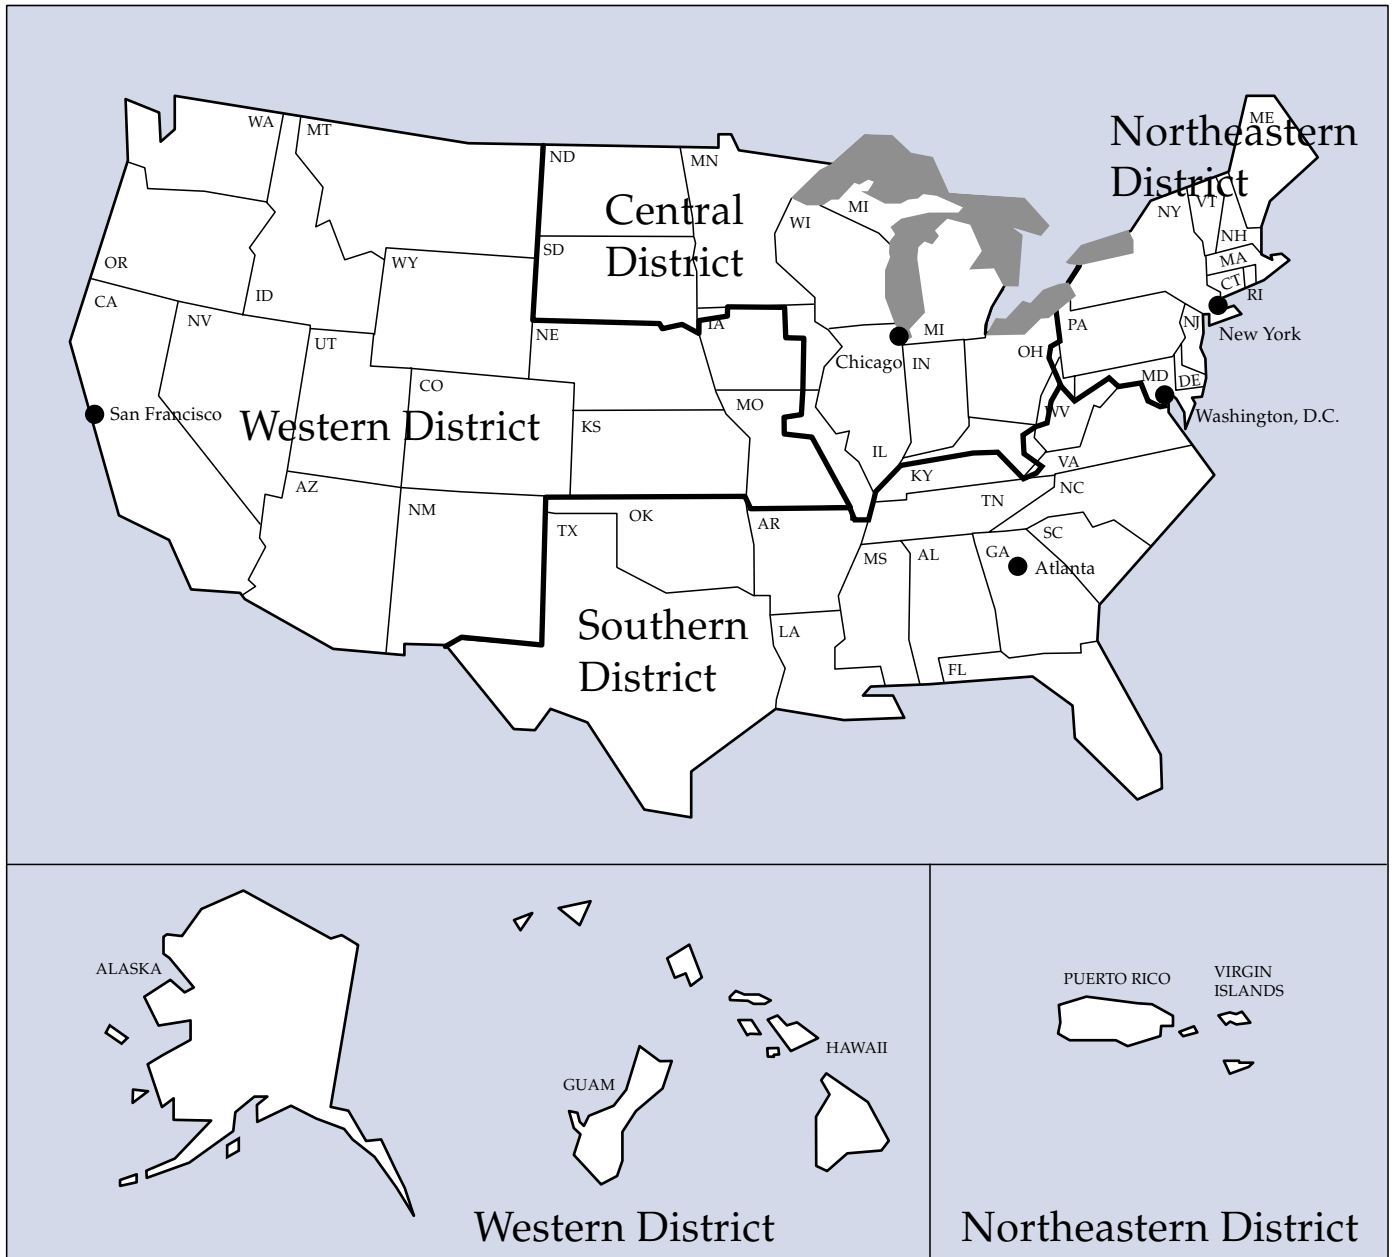 ME
Northeastern
District
WA
MT
ND
MN
VT
NY
Central
District
MI
WI
NH
MA
SD
WY
OR
CT
ID
RI
CA
NV
IA
NJ
NE
PA
MI
New York
UT
Chicago
IN
OH
CO
MD
DE
MO
San Francisco
Western District
WV
Washington, D.C.
KS
IL
VA
KY
AZ
NC
TN
NM
OK
TX
AR
SC
MS
AL
GA
Atlanta
Southern
District
LA
FL
ALASKA
PUERTO RICO
VIRGIN
ISLANDS
HAWAII
GUAM
Western District
Northeastern District